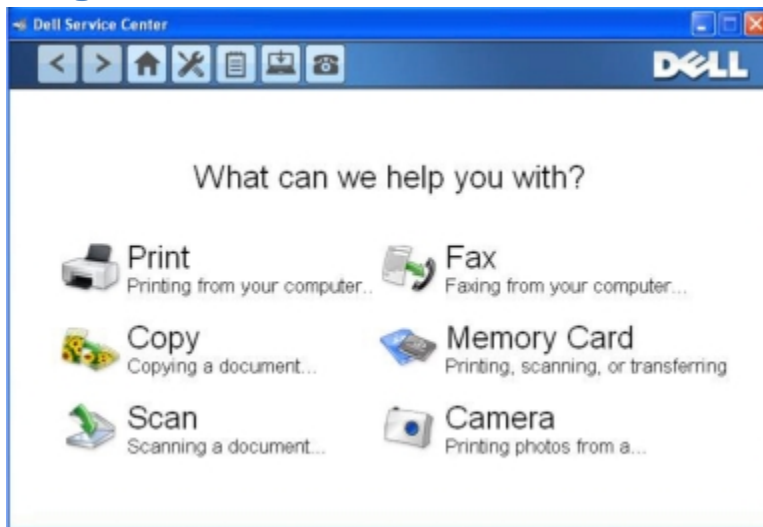 Dell Service Center
DELL
What can we help you with?
Print
Printing from your computer..
Fax
Faxing from your computer...
Copy
Copying a document...
Memory Card
Printing, scanning, or transferring
Scan
Scanning a document...
Camera
Printing photos from a...